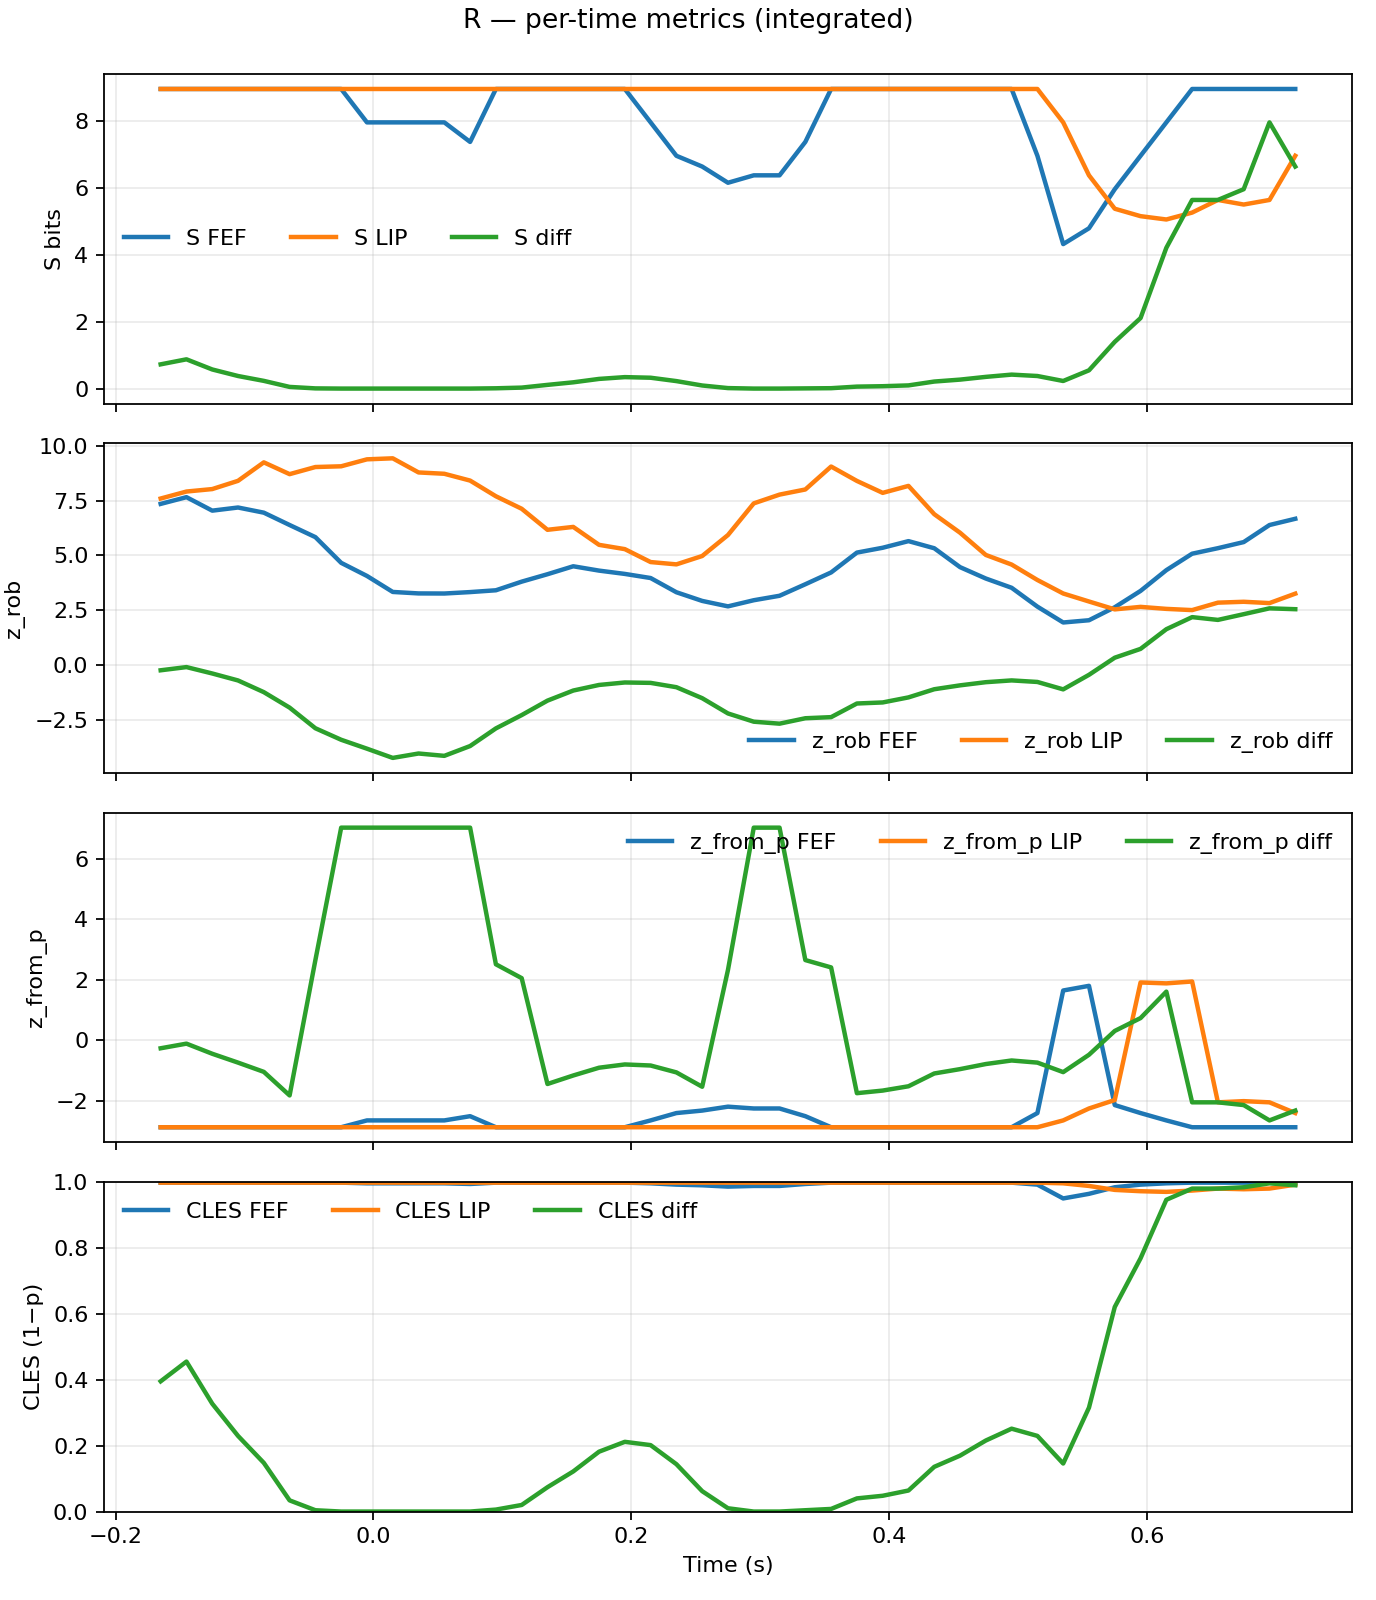 R — per-time metrics (integrated)
8
6
4
2
0
S bits
S FEF S LIP S diff
10.0
7.5
5.0
2.5
0.0
−2.5
z_rob
z_rob FEF z_rob LIP z_rob diff
6
4
2
0
−2
z_from_p
z_from_p FEF z_from_p LIP z_from_p diff
1.0
0.8
0.6
0.4
0.2
0.0
CLES (1−p)
CLES FEF CLES LIP CLES diff
−0.2 0.0 0.2 0.4 0.6
Time (s)